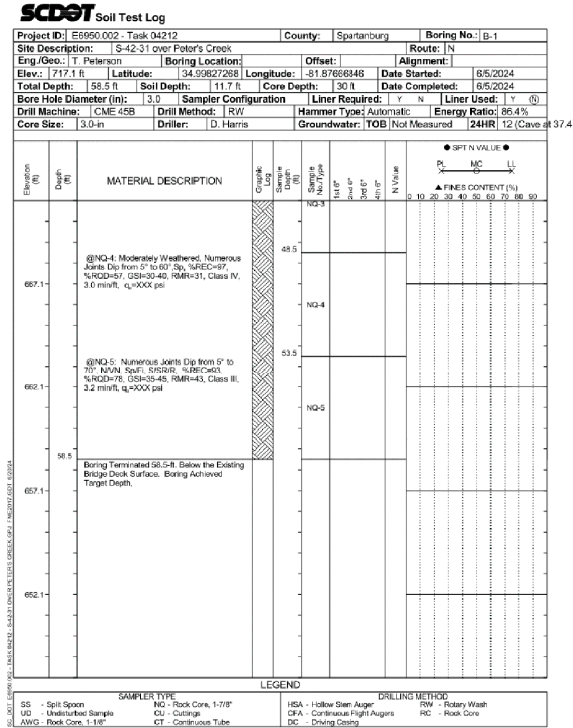 SCDOT Soil Test Log
Project ID: E6950.002 - Task 04212 County: Spartanburg Boring No.: B-1
Site Description: S-42-31 over Peter's Creek Route: N
Eng./Geo.: T. Peterson Boring Location: Offset: Alignment:
Elev.: 717.1 ft Latitude: 34.99827268 Longitude: -81.87666846 Date Started: 6/5/2024
Total Depth: 58.5 ft Soil Depth: 11.7 ft Core Depth: 30 ft Date Completed: 6/5/2024
Bore Hole Diameter (in): 3.0 Sampler Configuration Liner Required: Y N Liner Used: Y N
Drill Machine: CME 45B Drill Method: RW Hammer Type: Automatic Energy Ratio: 86.4%
Core Size: 3.0-in Driller: D. Harris Groundwater: TOB Not Measured 24HR 12 (Cave at 37.4
Elevation (ft)
Depth (ft)
MATERIAL DESCRIPTION
Graphic Log
Sample Depth (ft)
Sample No./Type
1st 6"
2nd 6"
3rd 6"
4th 6"
N Value
● SPT N VALUE ●
PL MC LL
▲ FINES CONTENT (%)
0 10 20 30 40 50 60 70 80 90
NQ-3
48.5
@NQ-4: Moderately Weathered, Numerous
Joints Dip from 5° to 60°,Sp, %REC=97,
%RQD=57, GSI=30-40, RMR=31, Class IV,
3.0 min/ft, qᵤ=XXX psi
667.1
NQ-4
53.5
@NQ-5: Numerous Joints Dip from 5° to
70°, N/VN, Sp/Fi, S/SR/R, %REC=93,
%RQD=78, GSI=35-45, RMR=43, Class III,
3.2 min/ft, qᵤ=XXX psi
662.1
NQ-5
58.5
Boring Terminated 58.5-ft. Below the Existing
Bridge Deck Surface. Boring Achieved
Target Depth.
657.1
652.1
LEGEND
SAMPLER TYPE DRILLING METHOD
SS - Split Spoon NQ - Rock Core, 1-7/8" HSA - Hollow Stem Auger RW - Rotary Wash
UD - Undisturbed Sample CU - Cuttings CFA - Continuous Flight Augers RC - Rock Core
AWG - Rock Core, 1-1/8" CT - Continuous Tube DC - Driving Casing